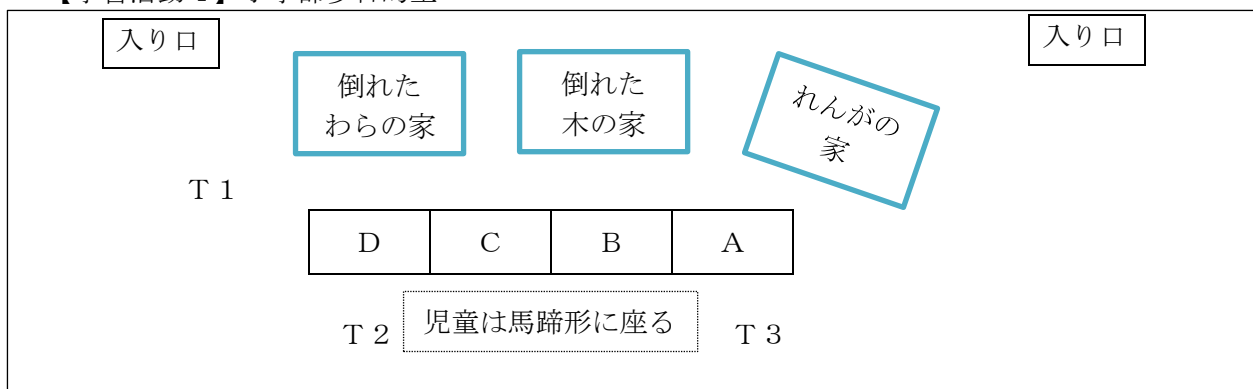 入り口
入り口
倒れた
わらの家
倒れた
木の家
れんがの
家
Ｔ１
Ｄ Ｃ Ｂ Ａ
Ｔ２
児童は馬蹄形に座る
Ｔ３